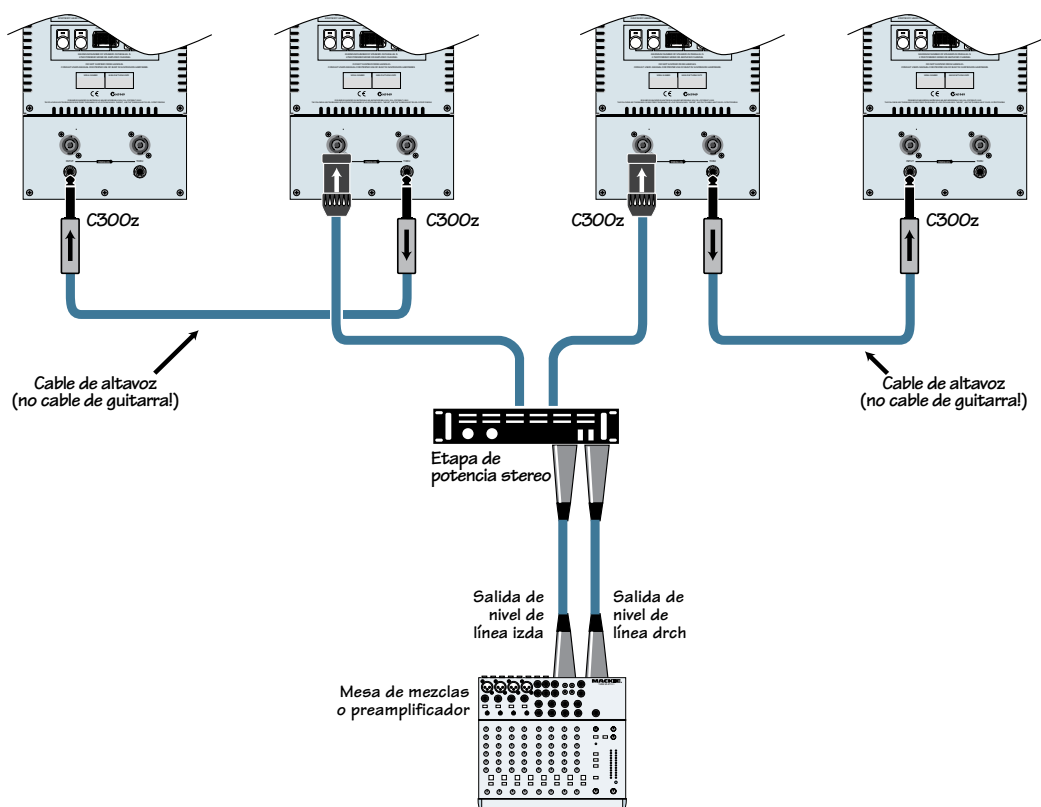 C300z
C300z
C300z
C300z
Cable de altavoz
(no cable de guitarra!)
Cable de altavoz
(no cable de guitarra!)
Etapa de
potencia stereo
Salida de
nivel de
línea izda
Salida de
nivel de
línea drch
Mesa de mezclas
o preamplificador
MACKIE.